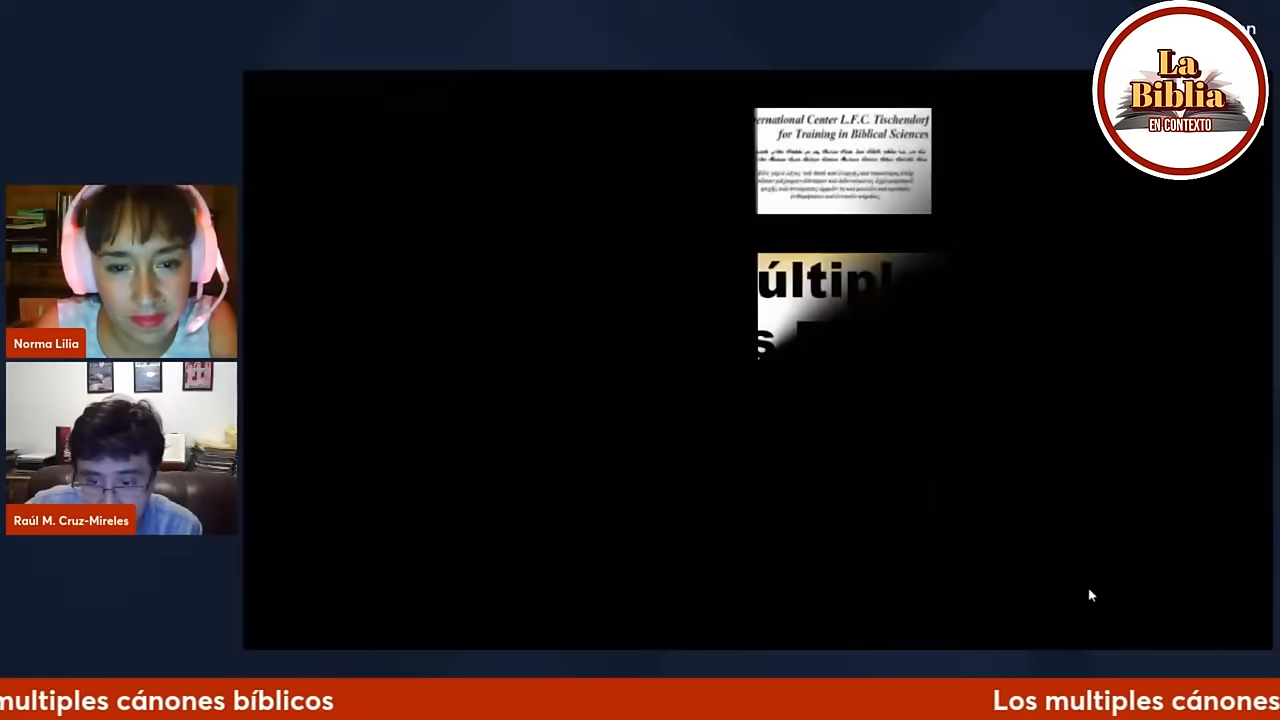 on
La
Biblia
EN CONTEXTO
ernational Center L.F.C. Tischendorf
for Training in Biblical Sciences
últipl
s
Norma Lilia
Raúl M. Cruz-Mireles
multiples cánones bíblicos
Los multiples cánones